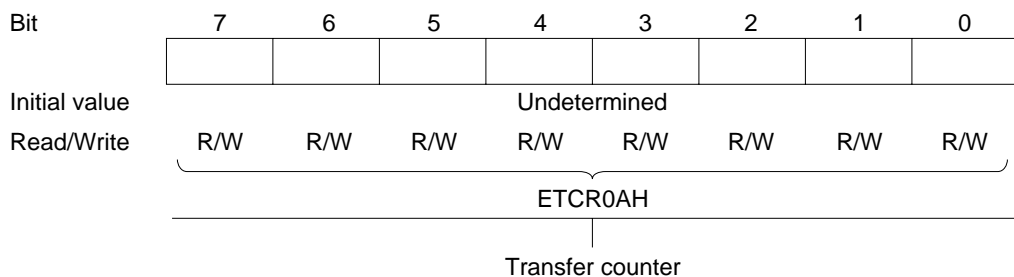 Bit 7 6 5 4 3 2 1 0
Initial value Undetermined
Read/Write R/W R/W R/W R/W R/W R/W R/W R/W
ETCR0AH
Transfer counter